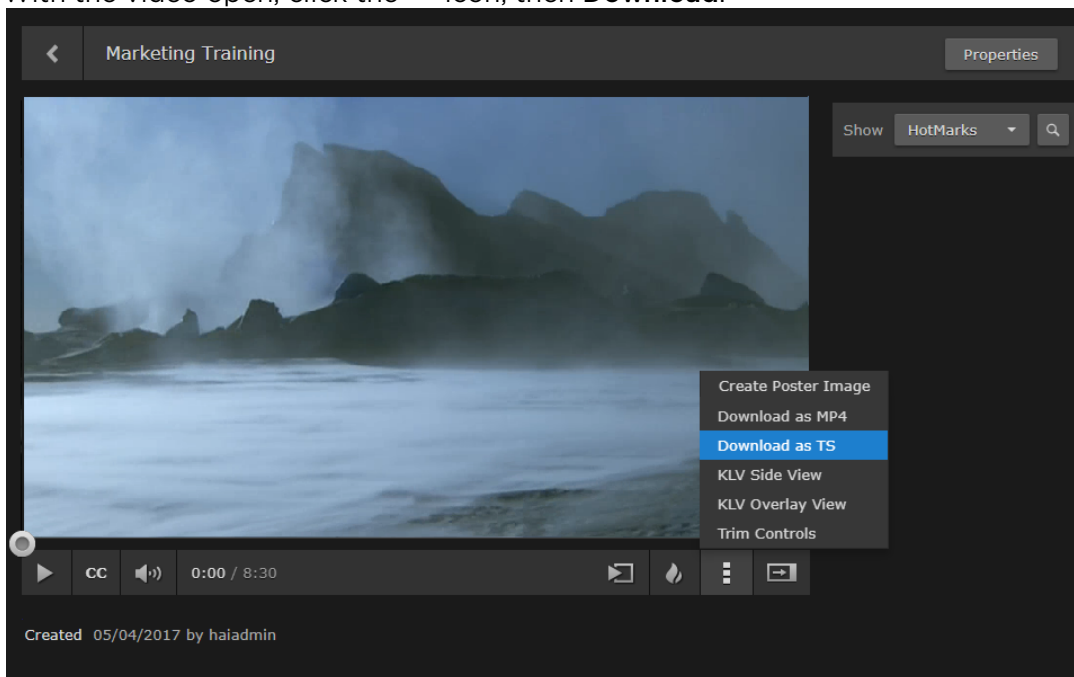 With the video open, click the icon, then Download.
Marketing Training
Properties
Show HotMarks
Create Poster Image
Download as MP4
Download as TS
KLV Side View
KLV Overlay View
Trim Controls
CC 0:00 / 8:30
Created 05/04/2017 by haiadmin